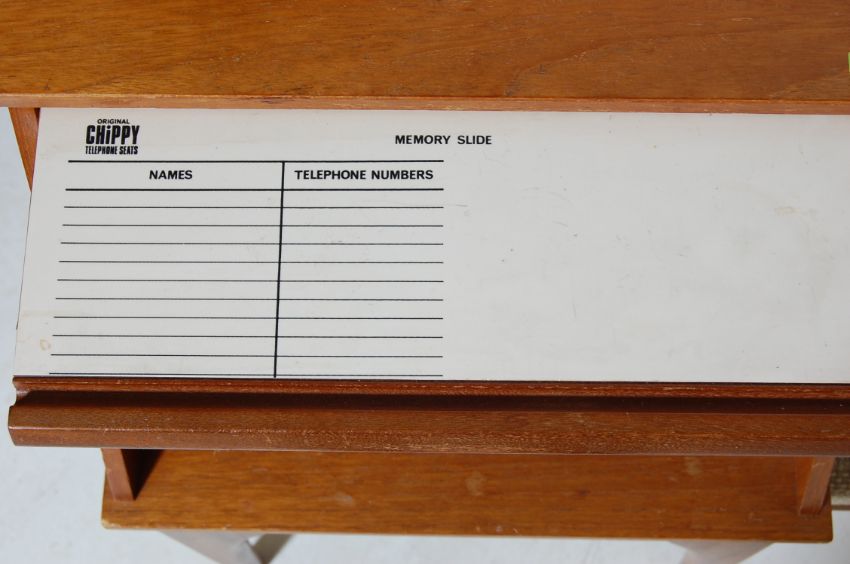 ORIGINAL
CHiPPY
TELEPHONE SEATS
MEMORY SLIDE
NAMES
TELEPHONE NUMBERS